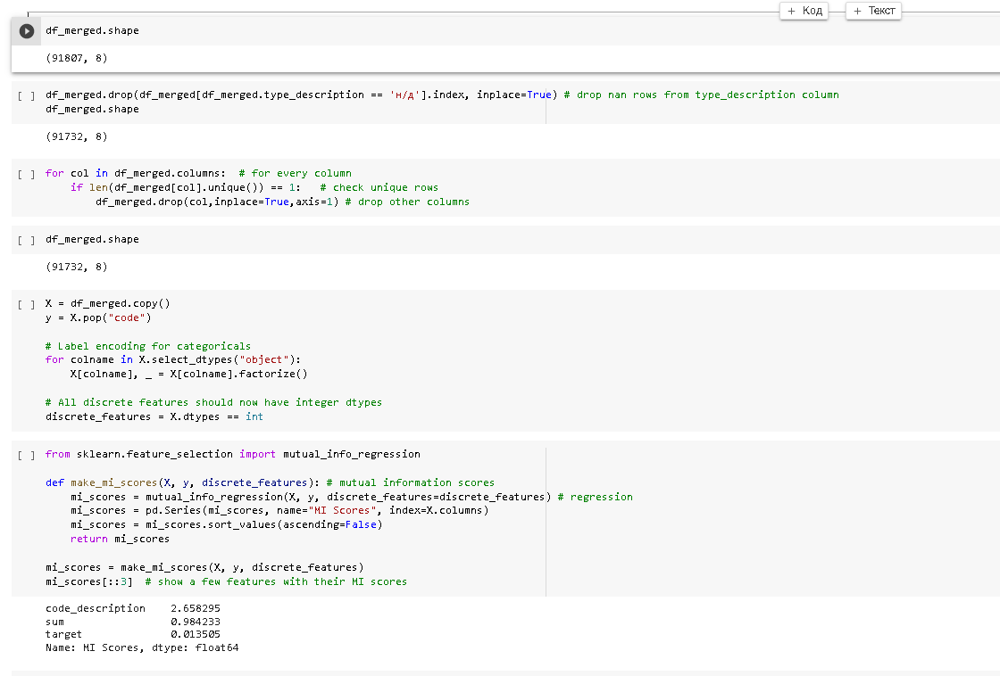 + Код + Текст
df_merged.shape
(91807, 8)
[ ] df_merged.drop(df_merged[df_merged.type_description == 'н/д'].index, inplace=True) # drop nan rows from type_description column
df_merged.shape
(91732, 8)
[ ] for col in df_merged.columns:  # for every column
    if len(df_merged[col].unique()) == 1:   # check unique rows
        df_merged.drop(col,inplace=True,axis=1) # drop other columns
[ ] df_merged.shape
(91732, 8)
[ ] X = df_merged.copy()
y = X.pop("code")
# Label encoding for categoricals
for colname in X.select_dtypes("object"):
    X[colname], _ = X[colname].factorize()
# All discrete features should now have integer dtypes
discrete_features = X.dtypes == int
[ ] from sklearn.feature_selection import mutual_info_regression
def make_mi_scores(X, y, discrete_features): # mutual information scores
    mi_scores = mutual_info_regression(X, y, discrete_features=discrete_features) # regression
    mi_scores = pd.Series(mi_scores, name="MI Scores", index=X.columns)
    mi_scores = mi_scores.sort_values(ascending=False)
    return mi_scores
mi_scores = make_mi_scores(X, y, discrete_features)
mi_scores[::3]  # show a few features with their MI scores
code_description    2.658295
sum                 0.984233
target              0.013505
Name: MI Scores, dtype: float64